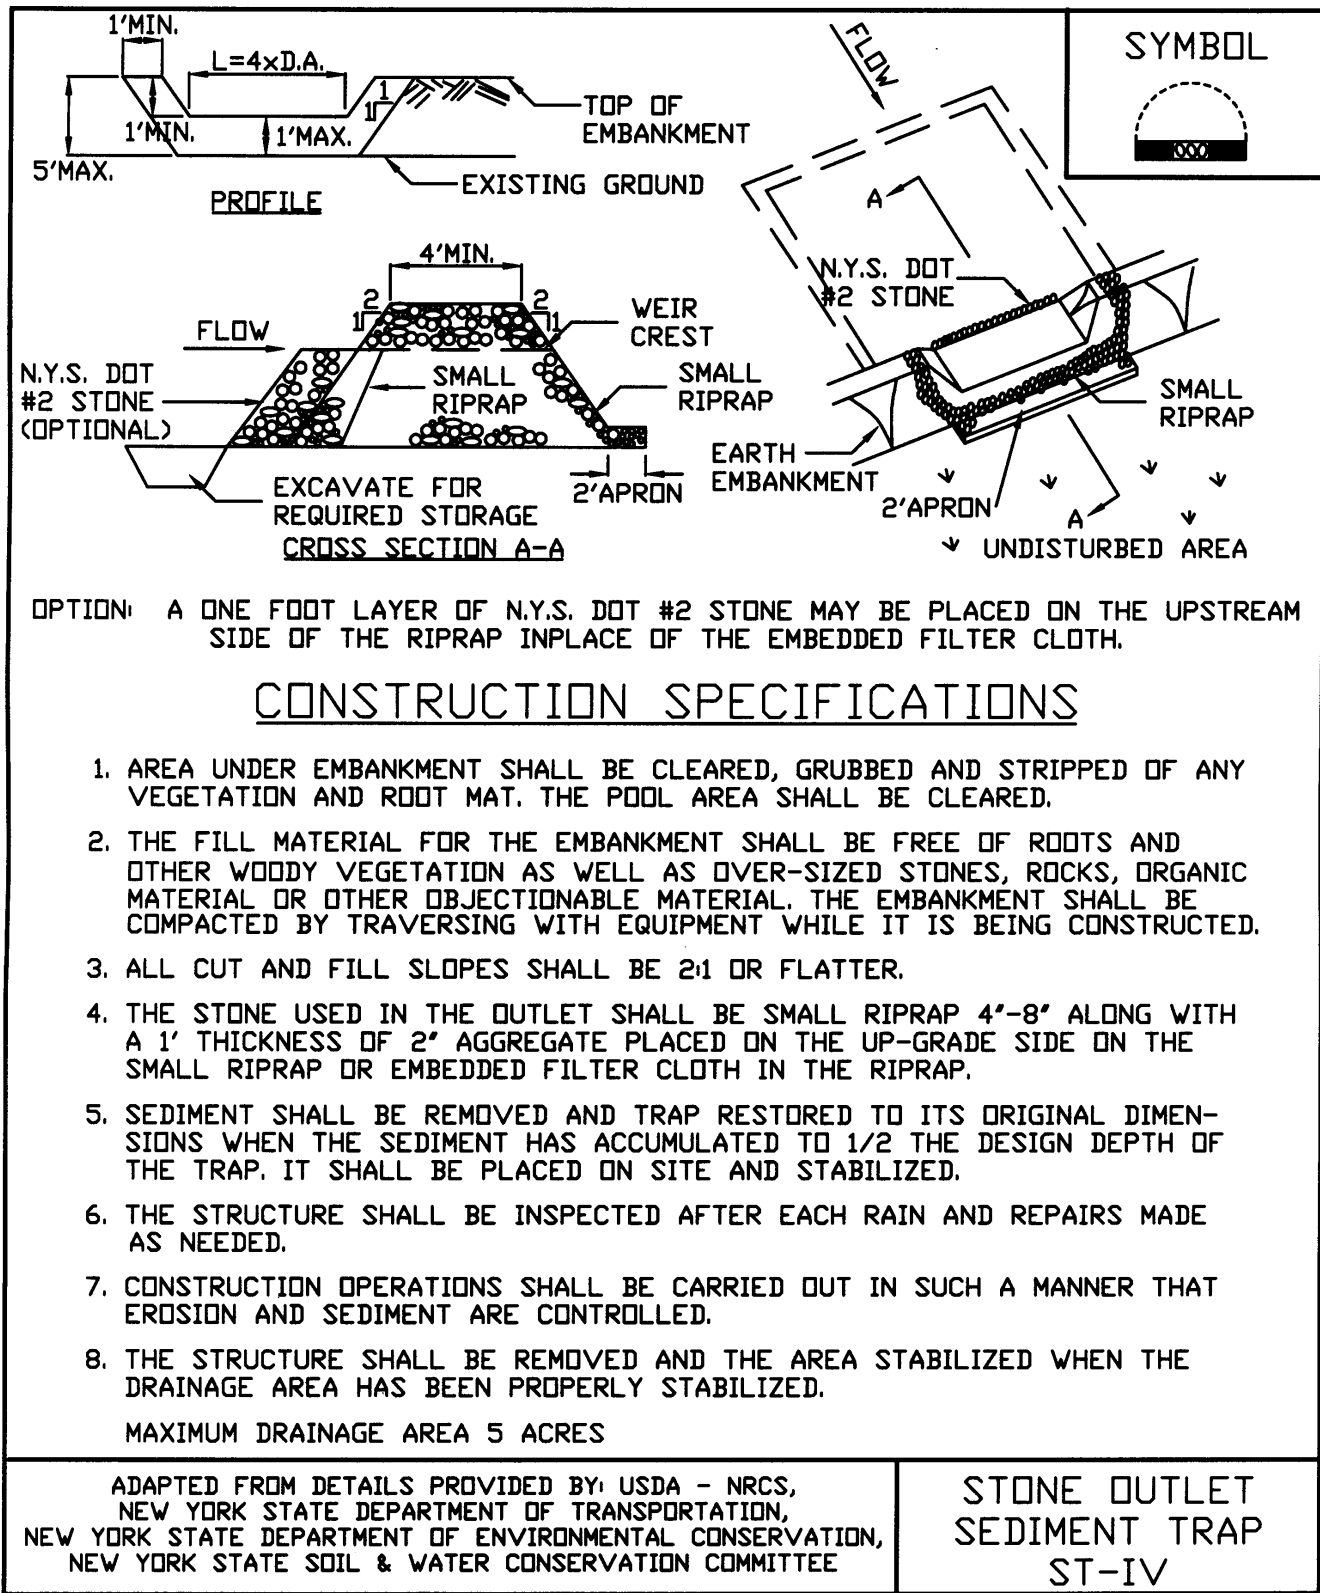 1'MIN.
L=4xD.A.
1
1
1'MIN.
1'MAX.
5'MAX.
TOP OF
EMBANKMENT
EXISTING GROUND
PROFILE
FLOW
SYMBOL
4'MIN.
2
1
2
1
FLOW
WEIR
CREST
N.Y.S. DOT
#2 STONE
(OPTIONAL)
SMALL
RIPRAP
SMALL
RIPRAP
2'APRON
EXCAVATE FOR
REQUIRED STORAGE
CROSS SECTION A-A
A
N.Y.S. DOT
#2 STONE
SMALL
RIPRAP
EARTH
EMBANKMENT
2'APRON
A
UNDISTURBED AREA
OPTION: A ONE FOOT LAYER OF N.Y.S. DOT #2 STONE MAY BE PLACED ON THE UPSTREAM
SIDE OF THE RIPRAP INPLACE OF THE EMBEDDED FILTER CLOTH.
CONSTRUCTION SPECIFICATIONS
1. AREA UNDER EMBANKMENT SHALL BE CLEARED, GRUBBED AND STRIPPED OF ANY
VEGETATION AND ROOT MAT. THE POOL AREA SHALL BE CLEARED.
2. THE FILL MATERIAL FOR THE EMBANKMENT SHALL BE FREE OF ROOTS AND
OTHER WOODY VEGETATION AS WELL AS OVER-SIZED STONES, ROCKS, ORGANIC
MATERIAL OR OTHER OBJECTIONABLE MATERIAL. THE EMBANKMENT SHALL BE
COMPACTED BY TRAVERSING WITH EQUIPMENT WHILE IT IS BEING CONSTRUCTED.
3. ALL CUT AND FILL SLOPES SHALL BE 2:1 OR FLATTER.
4. THE STONE USED IN THE OUTLET SHALL BE SMALL RIPRAP 4"-8" ALONG WITH
A 1' THICKNESS OF 2" AGGREGATE PLACED ON THE UP-GRADE SIDE ON THE
SMALL RIPRAP OR EMBEDDED FILTER CLOTH IN THE RIPRAP.
5. SEDIMENT SHALL BE REMOVED AND TRAP RESTORED TO ITS ORIGINAL DIMEN-
SIONS WHEN THE SEDIMENT HAS ACCUMULATED TO 1/2 THE DESIGN DEPTH OF
THE TRAP. IT SHALL BE PLACED ON SITE AND STABILIZED.
6. THE STRUCTURE SHALL BE INSPECTED AFTER EACH RAIN AND REPAIRS MADE
AS NEEDED.
7. CONSTRUCTION OPERATIONS SHALL BE CARRIED OUT IN SUCH A MANNER THAT
EROSION AND SEDIMENT ARE CONTROLLED.
8. THE STRUCTURE SHALL BE REMOVED AND THE AREA STABILIZED WHEN THE
DRAINAGE AREA HAS BEEN PROPERLY STABILIZED.
MAXIMUM DRAINAGE AREA 5 ACRES
ADAPTED FROM DETAILS PROVIDED BY: USDA - NRCS,
NEW YORK STATE DEPARTMENT OF TRANSPORTATION,
NEW YORK STATE DEPARTMENT OF ENVIRONMENTAL CONSERVATION,
NEW YORK STATE SOIL & WATER CONSERVATION COMMITTEE
STONE OUTLET
SEDIMENT TRAP
ST-IV